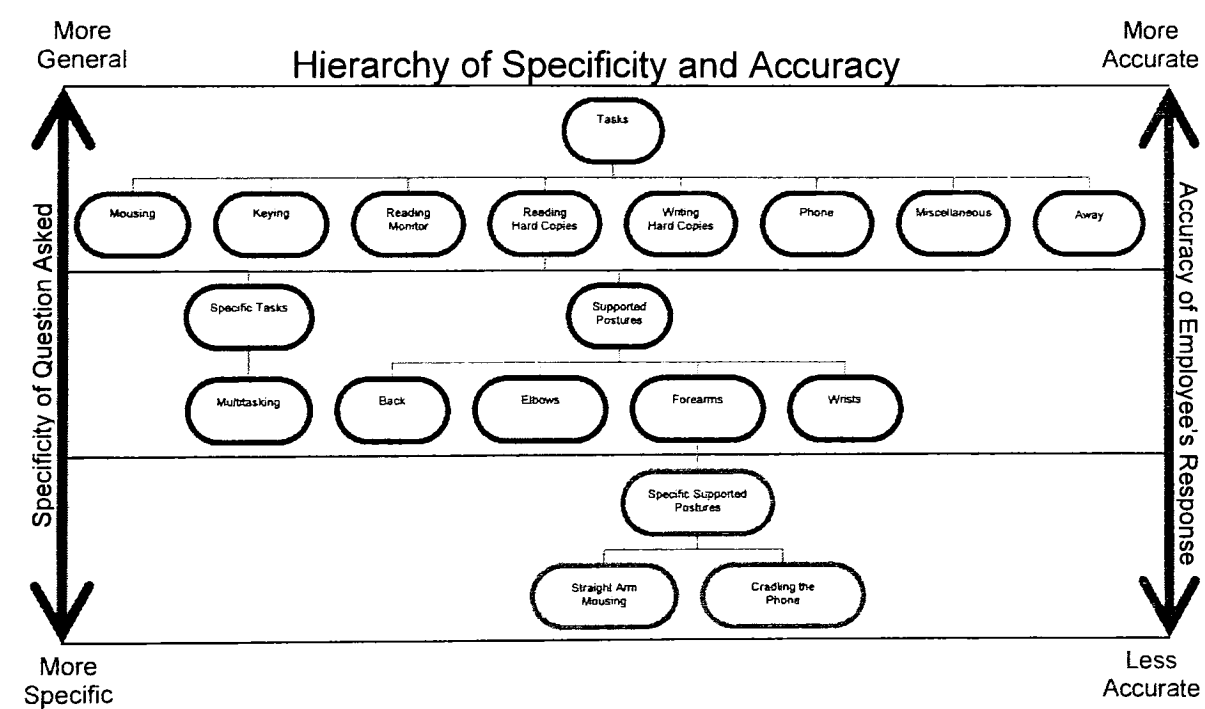 More
General
Hierarchy of Specificity and Accuracy
More
Accurate
Tasks
Mousing
Keying
Reading
Monitor
Reading
Hard Copies
Writing
Hard Copies
Phone
Miscellaneous
Away
Specificity of Question Asked
Accuracy of Employee's Response
Specific Tasks
Supported
Postures
Multitasking
Back
Elbows
Forearms
Wrists
Specific Supported
Postures
Straight Arm
Mousing
Cradling the
Phone
More
Specific
Less
Accurate